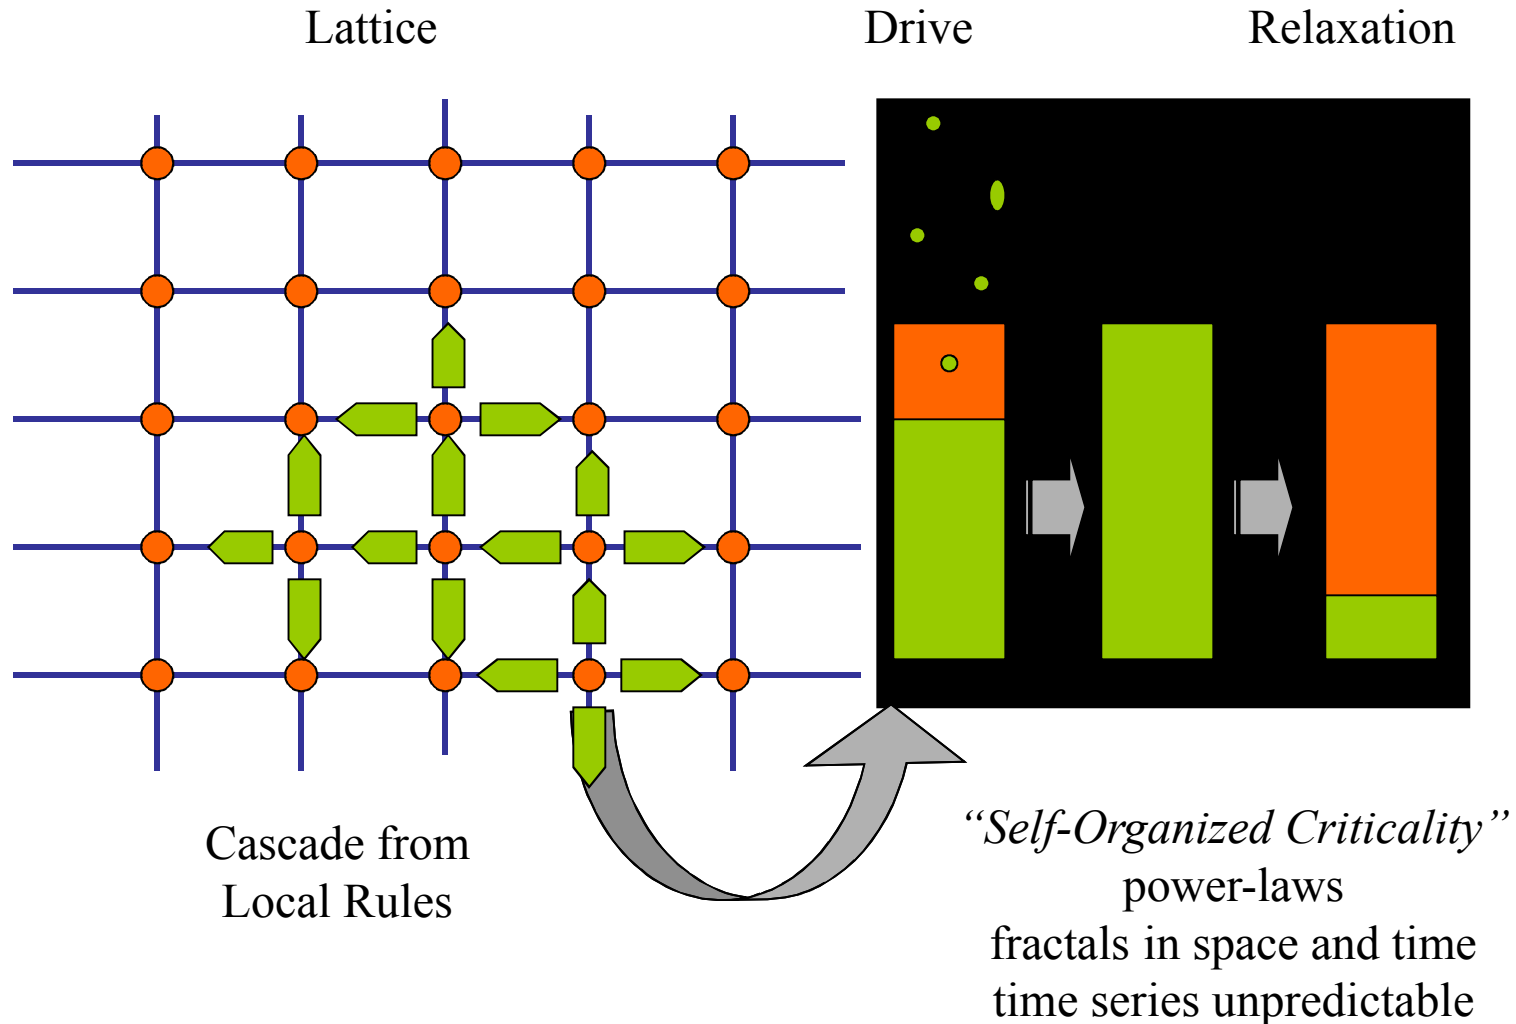 Lattice
Drive
Relaxation
Cascade from
Local Rules
“Self-Organized Criticality”
power-laws
fractals in space and time
time series unpredictable